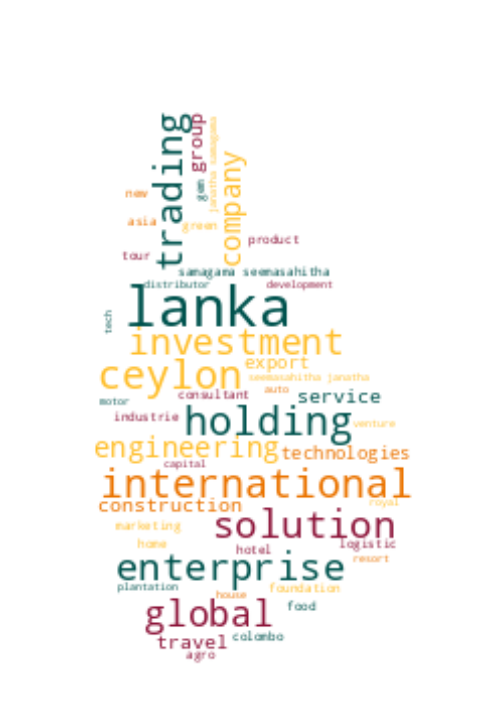 trading
group
gem
janatha samagama
company
new
asia
green
product
tour
samagama seemasahitha
distributor
development
lanka
tech
investment
export
ceylon
seemasahitha janatha
auto
consultant
service
motor
holding
industrie
venture
engineering
technologies
capital
international
construction
royal
solution
marketing
home
logistic
hotel
resort
enterprise
plantation
foundation
house
global
food
colombo
travel
agro